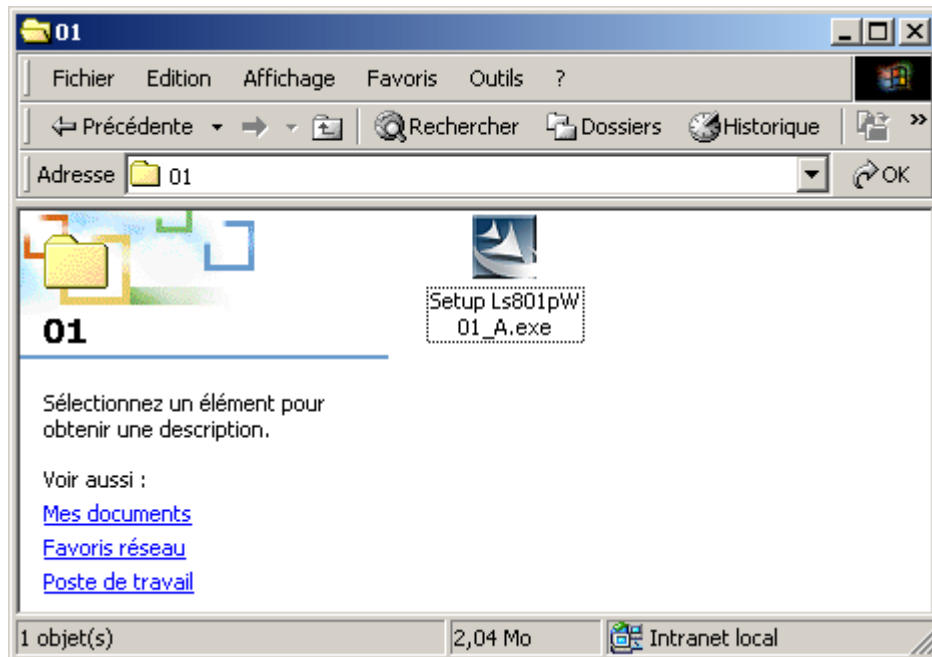 01
Fichier Edition Affichage Favoris Outils ?
Précédente Rechercher Dossiers Historique »
Adresse 01 OK
01
Sélectionnez un élément pour
obtenir une description.
Voir aussi :
Mes documents
Favoris réseau
Poste de travail
Setup Ls801pW
01_A.exe
1 objet(s) 2,04 Mo Intranet local